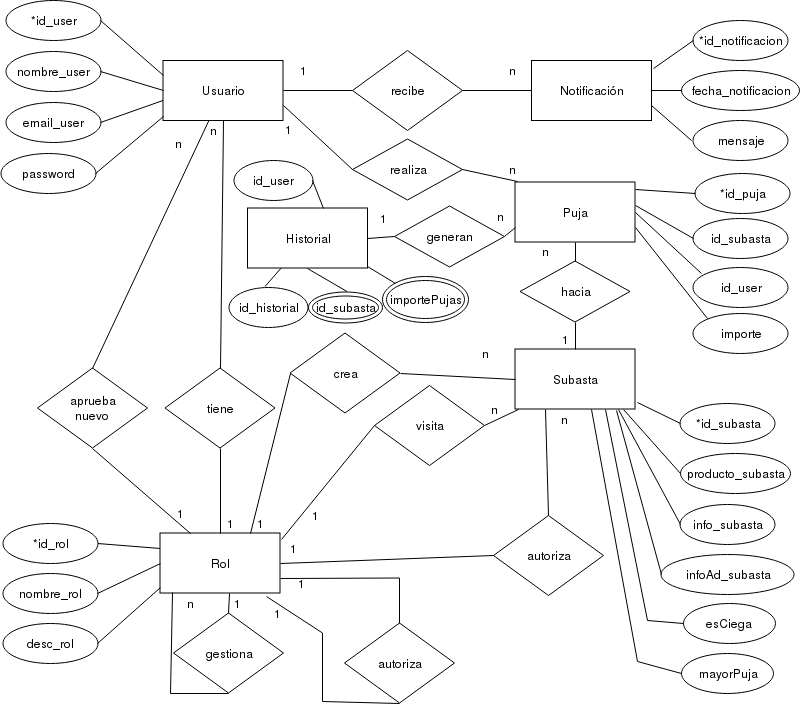 *id_user
*id_notificacion
nombre_user
1
n
Usuario
recibe
Notificación
fecha_notificacion
email_user
n
n
1
mensaje
password
id_user
realiza
n
*id_puja
Historial
1
generan
n
Puja
id_subasta
n
id_user
id_historial
id_subasta
importePujas
hacia
importe
1
crea
n
Subasta
aprueba
nuevo
tiene
visita
n
n
*id_subasta
producto_subasta
1
1
1
1
info_subasta
*id_rol
Rol
1
autoriza
infoAd_subasta
nombre_rol
1
n
1
1
esCiega
desc_rol
gestiona
autoriza
mayorPuja